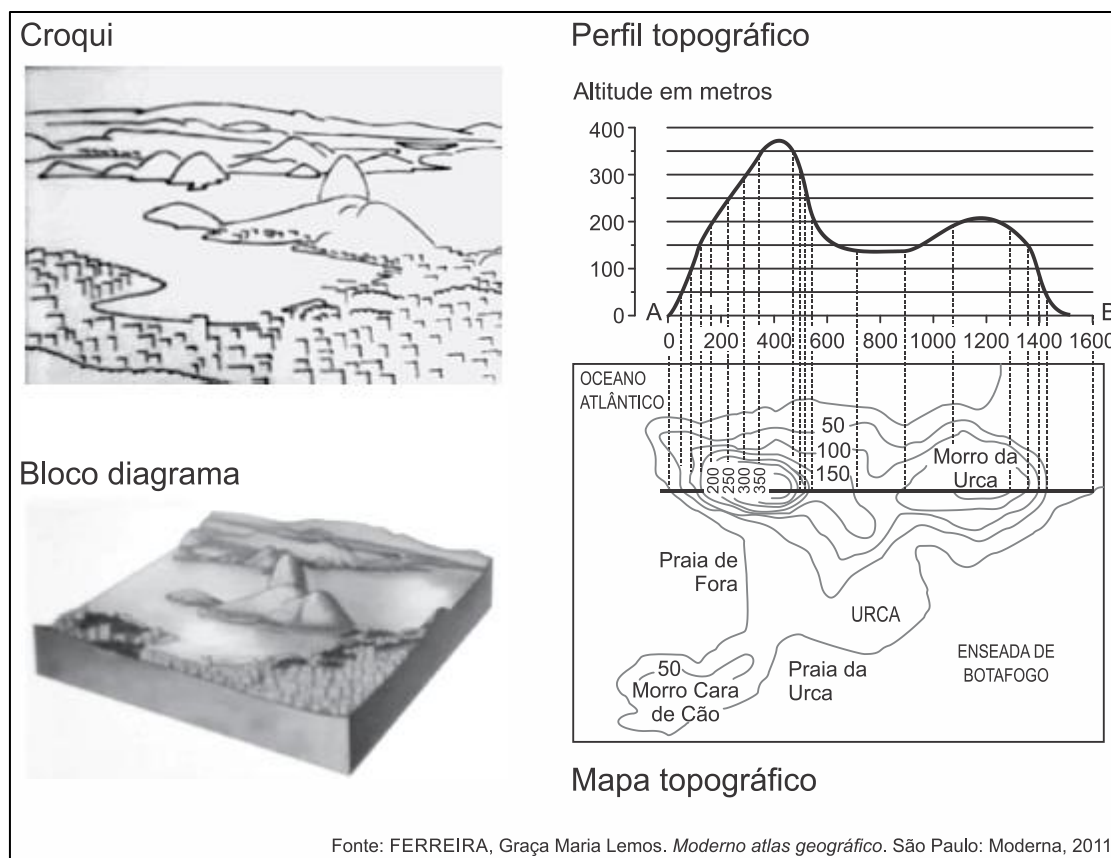 Croqui
Perfil topográfico
Altitude em metros
400
300
200
100
0
A
B
0
200
400
600
800
1000
1200
1400
1600
Bloco diagrama
OCEANO
ATLÂNTICO
50
100
150
200
250
300
350
Morro da
Urca
Praia de
Fora
URCA
ENSEADA DE
BOTAFOGO
50
Morro Cara
de Cão
Praia da
Urca
Mapa topográfico
Fonte: FERREIRA, Graça Maria Lemos. Moderno atlas geográfico. São Paulo: Moderna, 2011